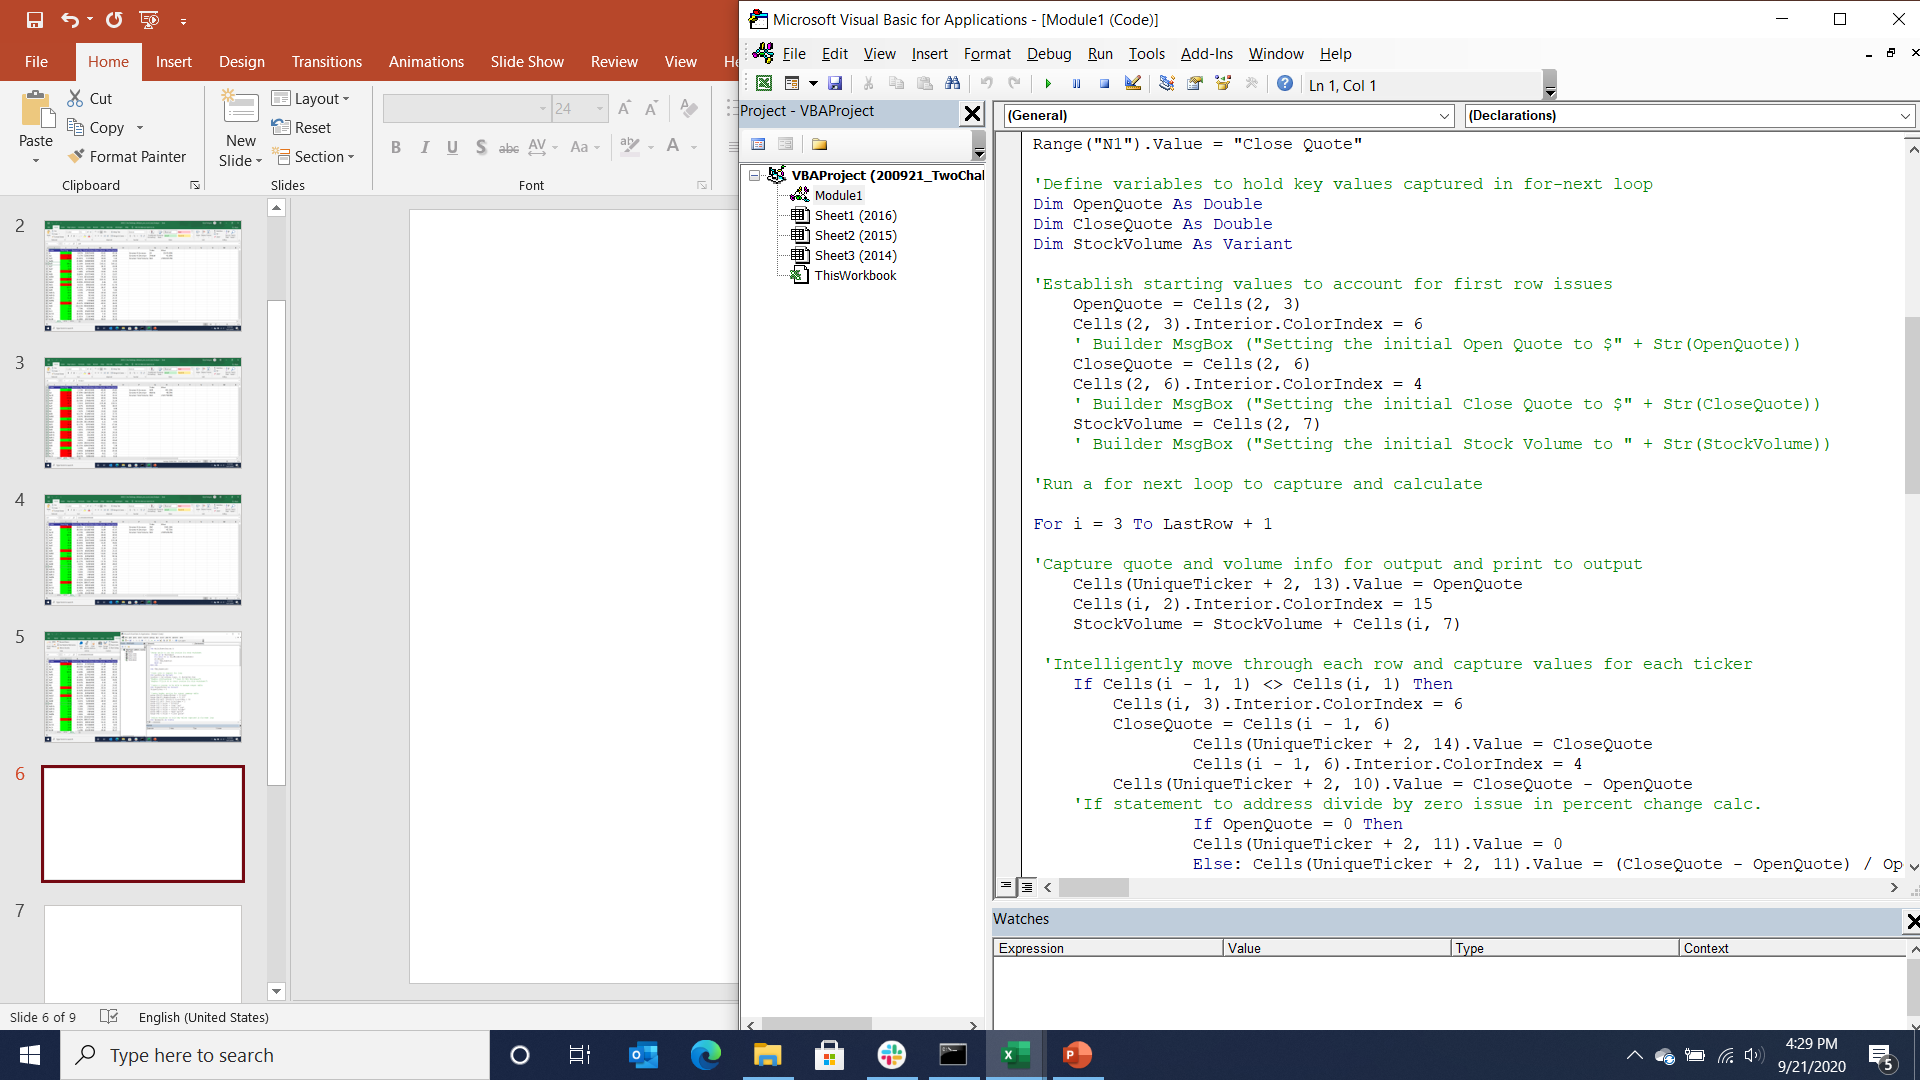 File
Home
Insert
Design
Transitions
Animations
Slide Show
Review
View
He
Paste
Cut
Copy
Format Painter
Clipboard
New
Slide
Layout
Reset
Section
Slides
24
B I U S abc AV Aa A
Font
2
3
4
5
6
7
Slide 6 of 9
English (United States)
Microsoft Visual Basic for Applications - [Module1 (Code)]
File Edit View Insert Format Debug Run Tools Add-Ins Window Help
Ln 1, Col 1
Project - VBAProject
VBAProject (200921_TwoChal
Module1
Sheet1 (2016)
Sheet2 (2015)
Sheet3 (2014)
ThisWorkbook
(General)
(Declarations)
Range("N1").Value = "Close Quote"
'Define variables to hold key values captured in for-next loop
Dim OpenQuote As Double
Dim CloseQuote As Double
Dim StockVolume As Variant
'Establish starting values to account for first row issues
OpenQuote = Cells(2, 3)
Cells(2, 3).Interior.ColorIndex = 6
' Builder MsgBox ("Setting the initial Open Quote to $" + Str(OpenQuote))
CloseQuote = Cells(2, 6)
Cells(2, 6).Interior.ColorIndex = 4
' Builder MsgBox ("Setting the initial Close Quote to $" + Str(CloseQuote))
StockVolume = Cells(2, 7)
' Builder MsgBox ("Setting the initial Stock Volume to " + Str(StockVolume))
'Run a for next loop to capture and calculate
For i = 3 To LastRow + 1
'Capture quote and volume info for output and print to output
Cells(UniqueTicker + 2, 13).Value = OpenQuote
Cells(i, 2).Interior.ColorIndex = 15
StockVolume = StockVolume + Cells(i, 7)
'Intelligently move through each row and capture values for each ticker
If Cells(i - 1, 1) <> Cells(i, 1) Then
Cells(i, 3).Interior.ColorIndex = 6
CloseQuote = Cells(i - 1, 6)
Cells(UniqueTicker + 2, 14).Value = CloseQuote
Cells(i - 1, 6).Interior.ColorIndex = 4
Cells(UniqueTicker + 2, 10).Value = CloseQuote - OpenQuote
'If statement to address divide by zero issue in percent change calc.
If OpenQuote = 0 Then
Cells(UniqueTicker + 2, 11).Value = 0
Else: Cells(UniqueTicker + 2, 11).Value = (CloseQuote - OpenQuote) / Op
Watches
Expression
Value
Type
Context
Type here to search
4:29 PM
9/21/2020
5